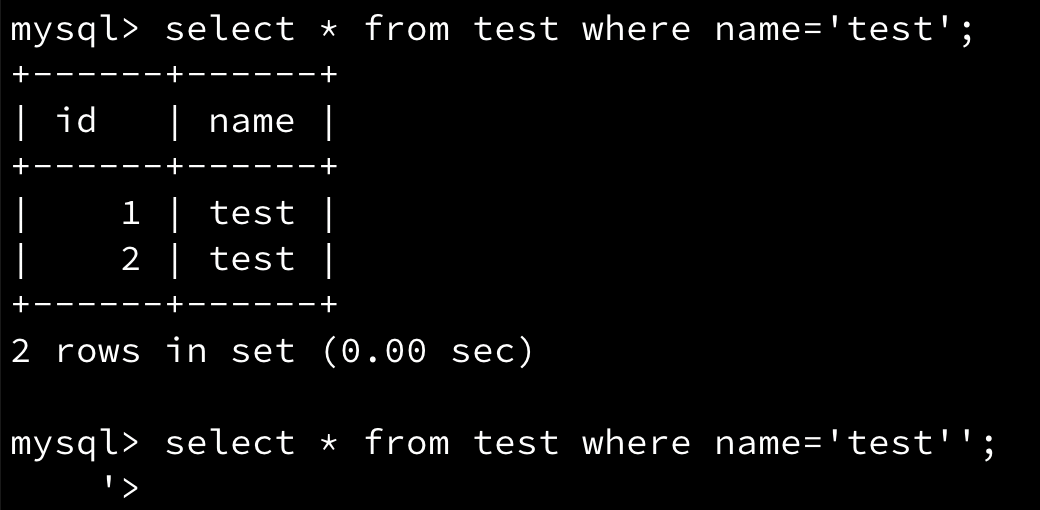 mysql> select * from test where name='test';
+------+------+
| id   | name |
+------+------+
|    1 | test |
|    2 | test |
+------+------+
2 rows in set (0.00 sec)

mysql> select * from test where name='test'';
    '>